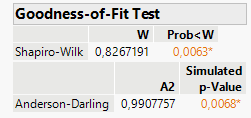 Goodness-of-Fit Test
W Prob<W
Shapiro-Wilk 0,8267191 0,0063*
A2 Simulated p-Value
Anderson-Darling 0,9907757 0,0068*